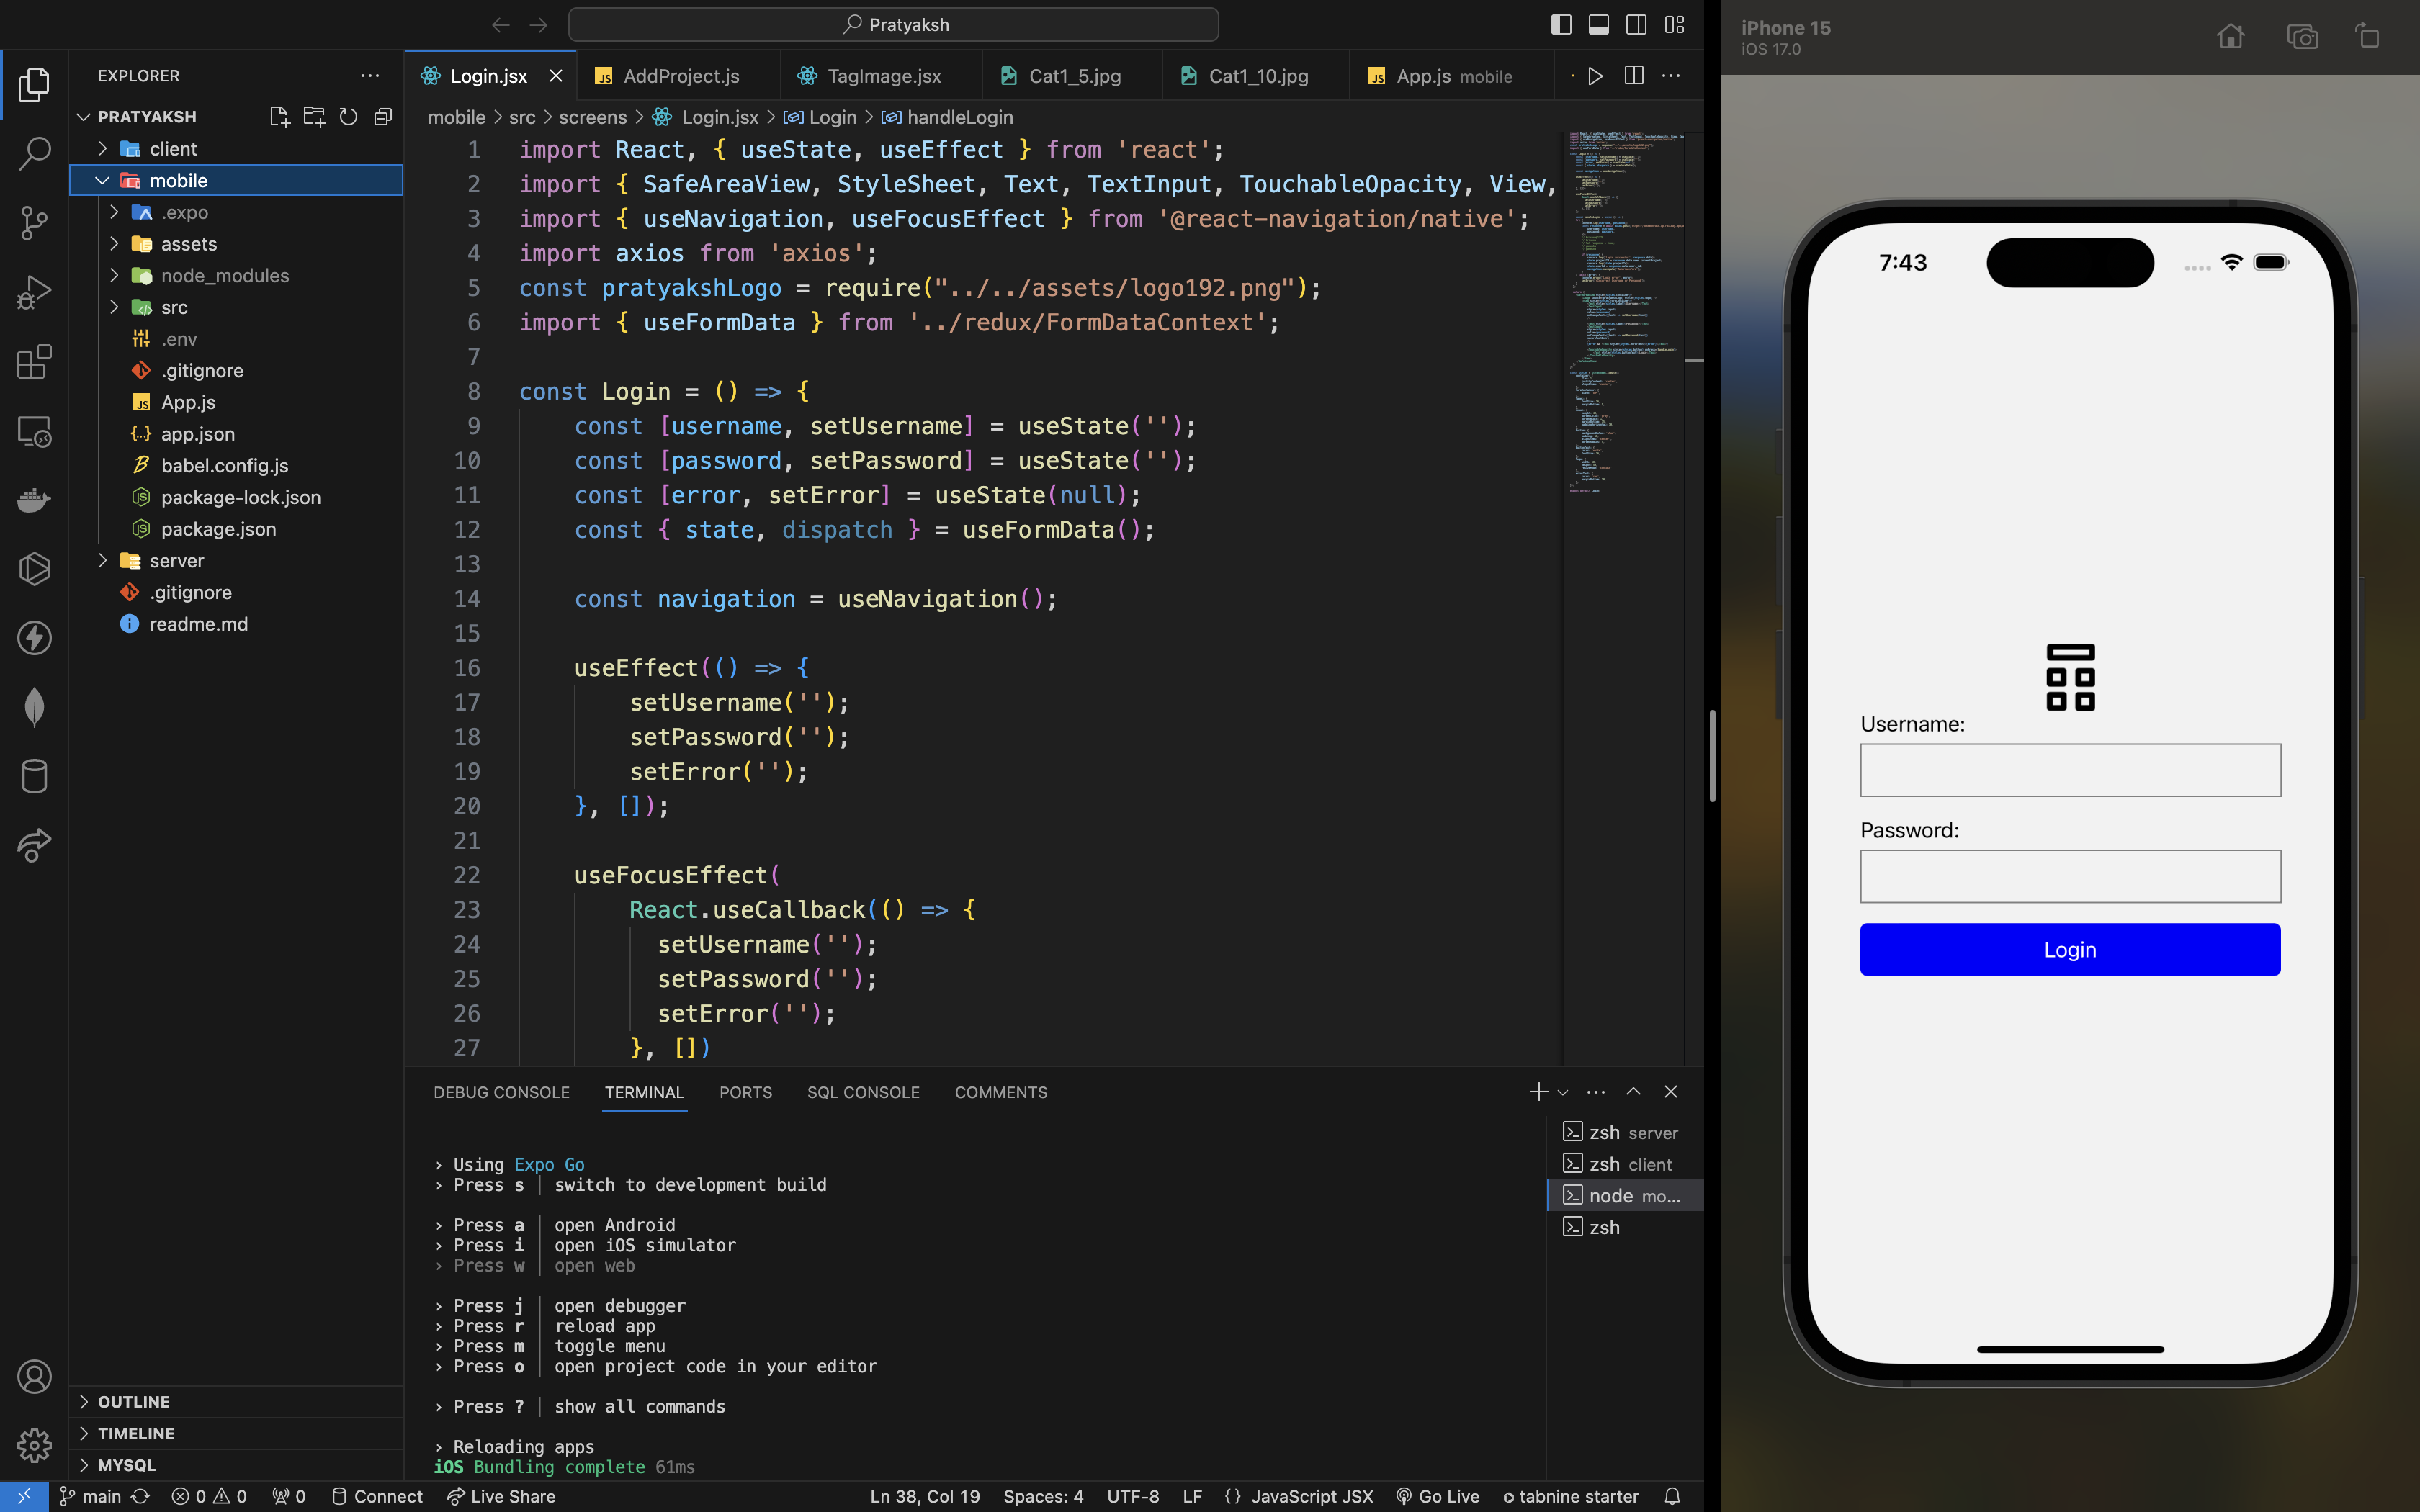 Pratyaksh
EXPLORER
PRATYAKSH
client
mobile
.expo
assets
node_modules
src
.env
.gitignore
App.js
app.json
babel.config.js
package-lock.json
package.json
server
.gitignore
readme.md
OUTLINE
TIMELINE
MYSQL
Login.jsx
AddProject.js
TagImage.jsx
Cat1_5.jpg
Cat1_10.jpg
App.js mobile
mobile > src > screens > Login.jsx > Login > handleLogin
1 import React, { useState, useEffect } from 'react';
2 import { SafeAreaView, StyleSheet, Text, TextInput, TouchableOpacity, View,
3 import { useNavigation, useFocusEffect } from '@react-navigation/native';
4 import axios from 'axios';
5 const pratyakshLogo = require("../../assets/logo192.png");
6 import { useFormData } from '../redux/FormDataContext';
7
8 const Login = () => {
9 const [username, setUsername] = useState('');
10 const [password, setPassword] = useState('');
11 const [error, setError] = useState(null);
12 const { state, dispatch } = useFormData();
13
14 const navigation = useNavigation();
15
16 useEffect(() => {
17 setUsername('');
18 setPassword('');
19 setError('');
20 }, []);
21
22 useFocusEffect(
23 React.useCallback(() => {
24 setUsername('');
25 setPassword('');
26 setError('');
27 }, [])
DEBUG CONSOLE TERMINAL PORTS SQL CONSOLE COMMENTS
› Using Expo Go
› Press s │ switch to development build
› Press a │ open Android
› Press i │ open iOS simulator
› Press w │ open web
› Press j │ open debugger
› Press r │ reload app
› Press m │ toggle menu
› Press o │ open project code in your editor
› Press ? │ show all commands
› Reloading apps
iOS Bundling complete 61ms
zsh server
zsh client
node mo...
zsh
main 0 0 0 Connect Live Share Ln 38, Col 19 Spaces: 4 UTF-8 LF {} JavaScript JSX Go Live tabnine starter
iPhone 15
iOS 17.0
7:43
Username:
Password:
Login